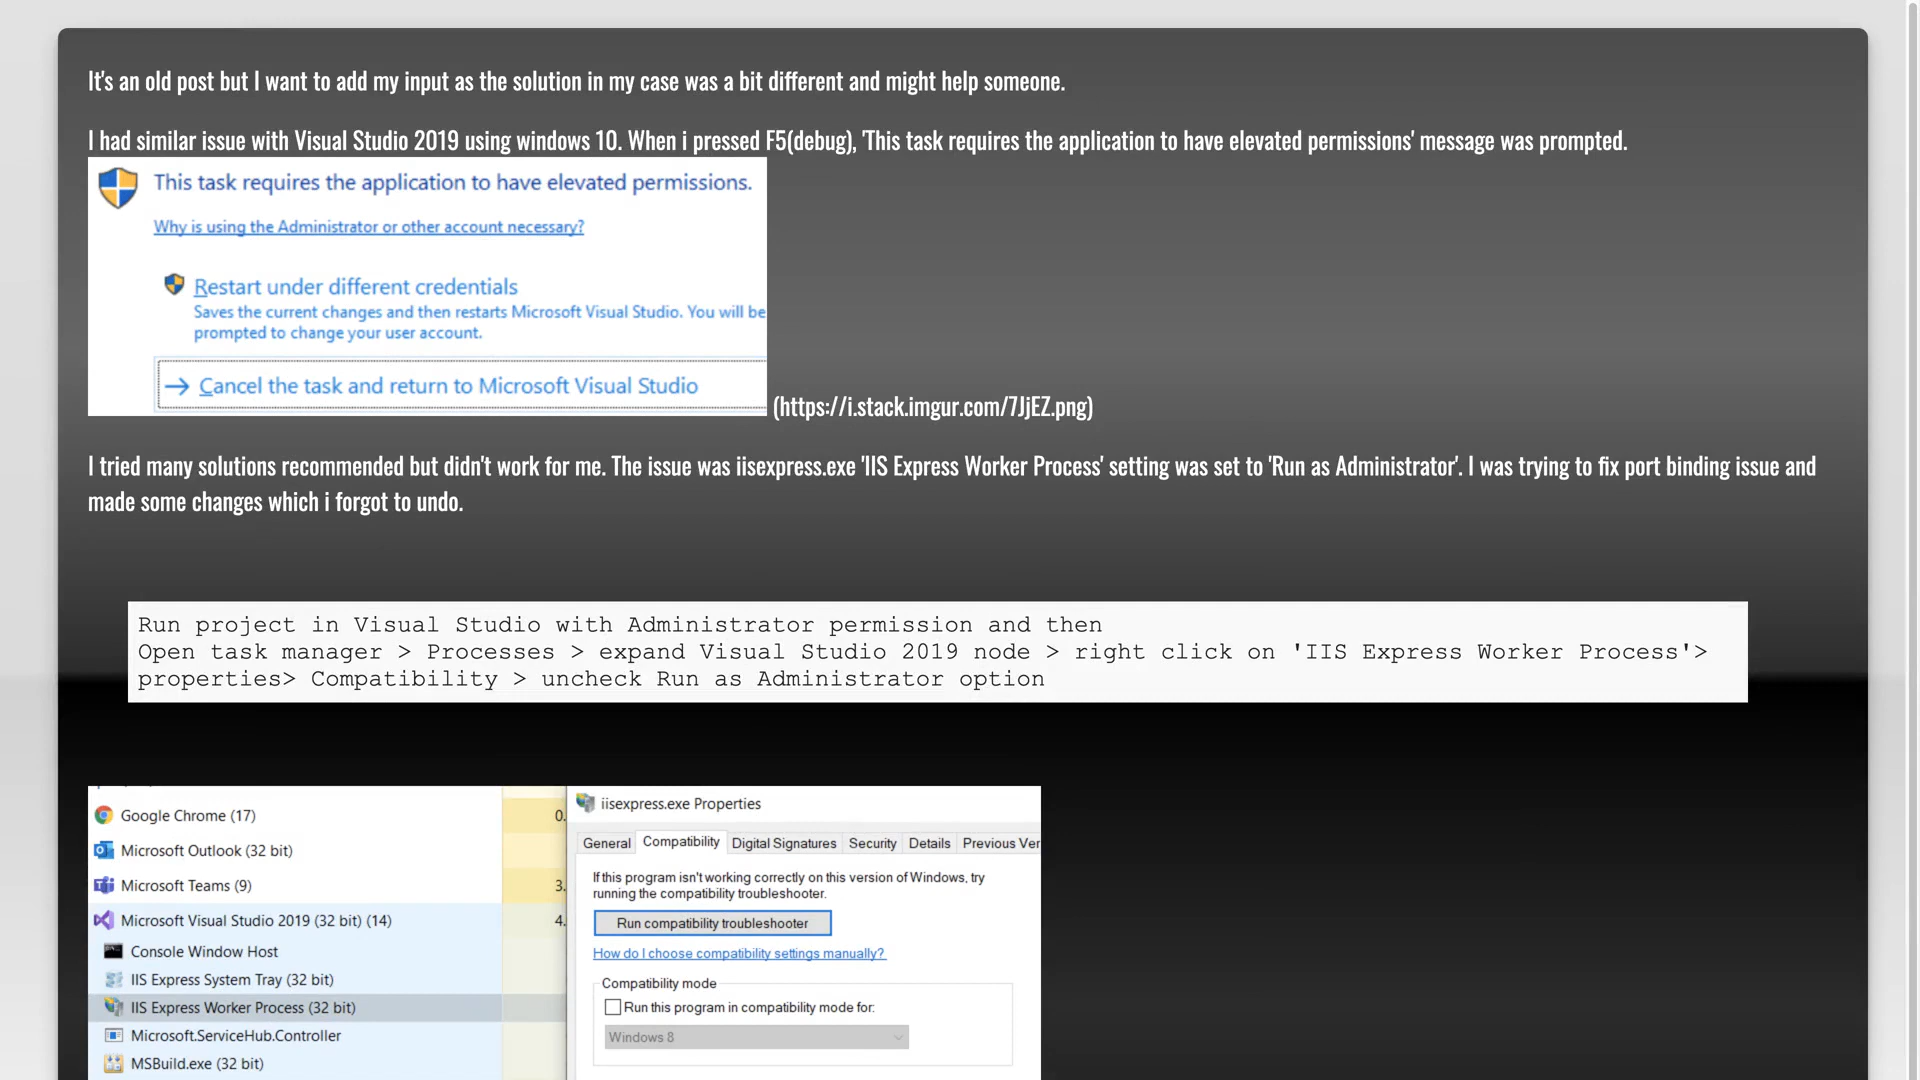 It's an old post but I want to add my input as the solution in my case was a bit different and might help someone.
I had similar issue with Visual Studio 2019 using windows 10. When i pressed F5(debug), 'This task requires the application to have elevated permissions' message was prompted.
This task requires the application to have elevated permissions.
Why is using the Administrator or other account necessary?
Restart under different credentials
Saves the current changes and then restarts Microsoft Visual Studio. You will be
prompted to change your user account.
Cancel the task and return to Microsoft Visual Studio
(https://i.stack.imgur.com/7JjEZ.png)
I tried many solutions recommended but didn't work for me. The issue was iisexpress.exe 'IIS Express Worker Process' setting was set to 'Run as Administrator'. I was trying to fix port binding issue and
made some changes which i forgot to undo.
Run project in Visual Studio with Administrator permission and then
Open task manager > Processes > expand Visual Studio 2019 node > right click on 'IIS Express Worker Process'>
properties> Compatibility > uncheck Run as Administrator option
Google Chrome (17)
0.
Microsoft Outlook (32 bit)
Microsoft Teams (9)
3.
Microsoft Visual Studio 2019 (32 bit) (14)
4.
Console Window Host
IIS Express System Tray (32 bit)
IIS Express Worker Process (32 bit)
Microsoft.ServiceHub.Controller
MSBuild.exe (32 bit)
iisexpress.exe Properties
General Compatibility Digital Signatures Security Details Previous Ver
If this program isn't working correctly on this version of Windows, try
running the compatibility troubleshooter.
Run compatibility troubleshooter
How do I choose compatibility settings manually?
Compatibility mode
Run this program in compatibility mode for:
Windows 8